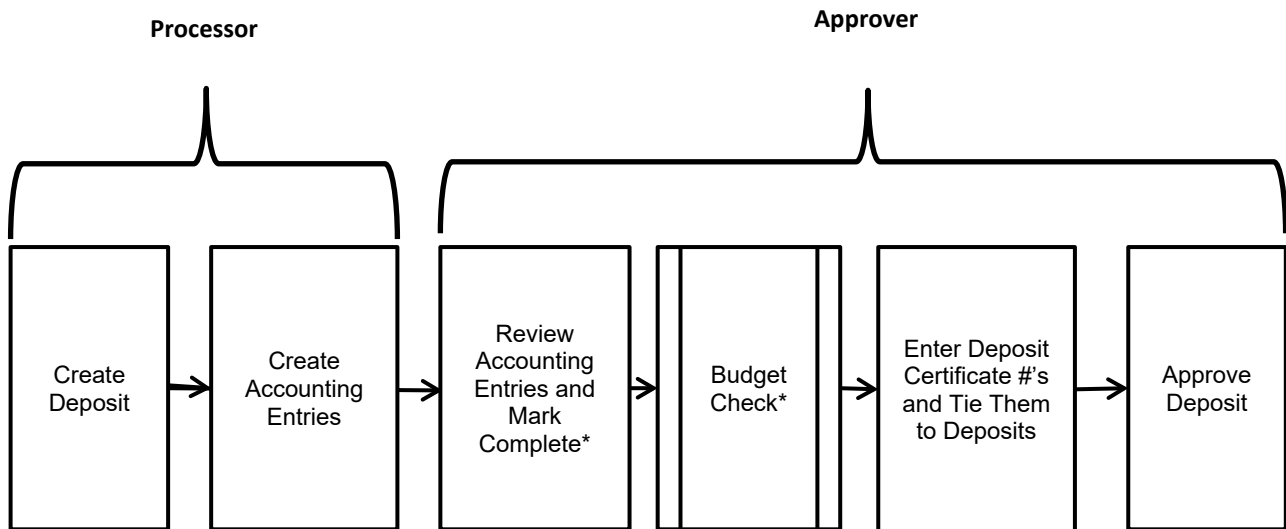 Processor
Approver
Create
Deposit
Create
Accounting
Entries
Review
Accounting
Entries and
Mark
Complete*
Budget
Check*
Enter Deposit
Certificate #’s
and Tie Them
to Deposits
Approve
Deposit